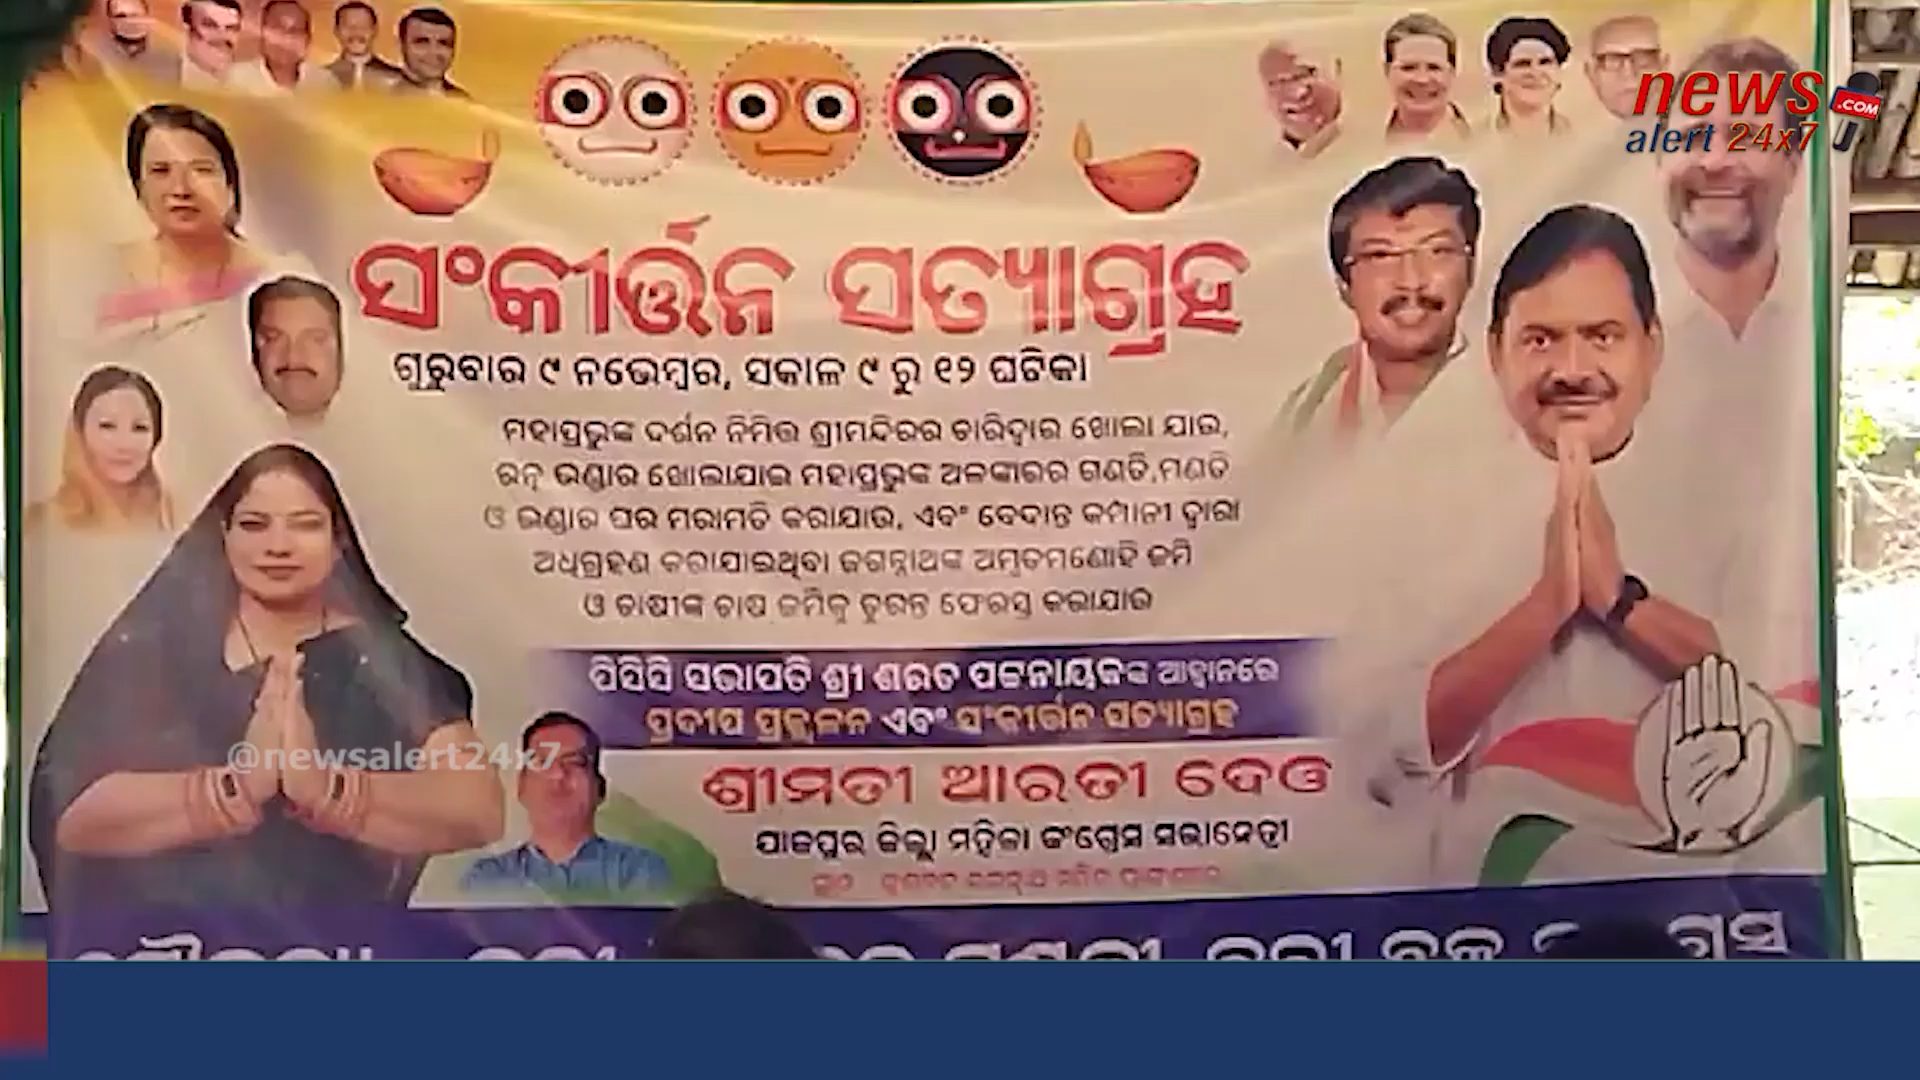 news .COM
alert 24x7
ସଂକୀର୍ତ୍ତନ ସତ୍ୟାଗ୍ରହ
ଗୁରୁବାର ୯ ନଭେମ୍ବର, ସକାଳ ୯ ରୁ ୧୨ ଘଟିକା
ମହାପ୍ରଭୁଙ୍କ ଦର୍ଶନ ନିମିତ୍ତ ଶ୍ରୀମନ୍ଦିରର ଚାରିଦ୍ୱାର ଖୋଲା ଯାଉ,
ରତ୍ନ ଭଣ୍ଡାର ଖୋଲାଯାଇ ମହାପ୍ରଭୁଙ୍କ ଅଳଙ୍କାରର ଗଣତି,ମଣତି
ଓ ଭଣ୍ଡାର ଘର ମରାମତି କରାଯାଉ, ଏବଂ ବେଦାନ୍ତ କମ୍ପାନୀ ଦ୍ୱାରା
ଅଧିଗ୍ରହଣ କରାଯାଇଥିବା ଜଗନ୍ନାଥଙ୍କ ଅମୃତମଣୋହି ଜମି
ଓ ଚାଷୀଙ୍କ ଚାଷ ଜମିକୁ ତୁରନ୍ତ ଫେରସ୍ତ କରାଯାଉ
ପିସିସି ସଭାପତି ଶ୍ରୀ ଶରତ ପଟ୍ଟନାୟକଙ୍କ ଆହ୍ୱାନରେ
ପ୍ରଦୀପ ପ୍ରଜ୍ଜ୍ୱଳନ ଏବଂ ସଂକୀର୍ତ୍ତନ ସତ୍ୟାଗ୍ରହ
@newsalert24x7
ଶ୍ରୀମତୀ ଆରତୀ ଦେଓ
ଯାଜପୁର ଜିଲ୍ଲା ମହିଳା କଂଗ୍ରେସ ସଭାନେତ୍ରୀ